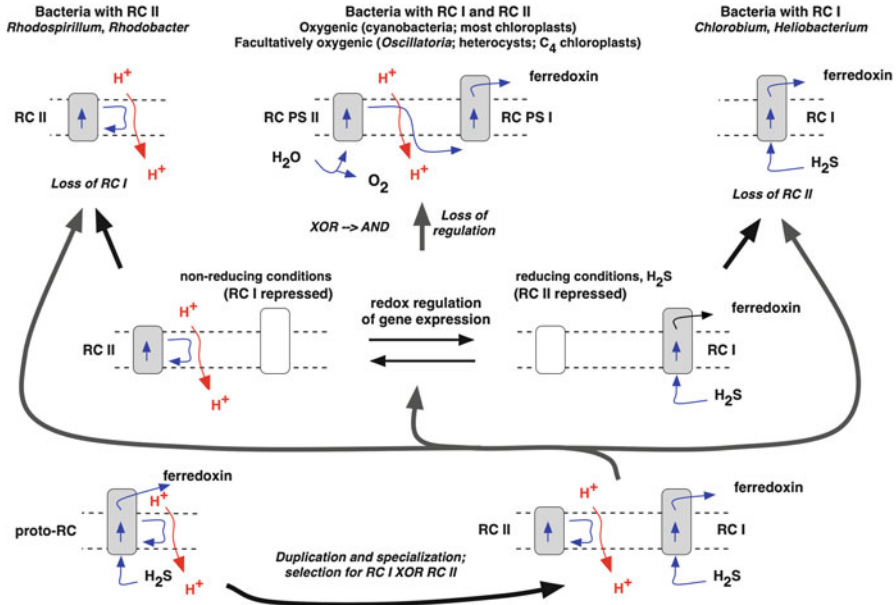 Bacteria with RC II
Rhodospirillum, Rhodobacter
Bacteria with RC I and RC II
Oxygenic (cyanobacteria; most chloroplasts)
Facultatively oxygenic (Oscillatoria; heterocysts; C4 chloroplasts)
Bacteria with RC I
Chlorobium, Heliobacterium
H+
RC II
H+
Loss of RC I
H+
ferredoxin
RC PS II
RC PS I
H2O
O2
H+
ferredoxin
RC I
H2S
Loss of RC II
XOR --> AND
Loss of
regulation
non-reducing conditions
(RC I repressed)
H+
RC II
H+
redox regulation
of gene expression
reducing conditions, H2S
(RC II repressed)
ferredoxin
RC I
H2S
ferredoxin
H+
proto-RC
H2S
H+
Duplication and specialization;
selection for RC I XOR RC II
H+
ferredoxin
RC II
RC I
H+
H2S